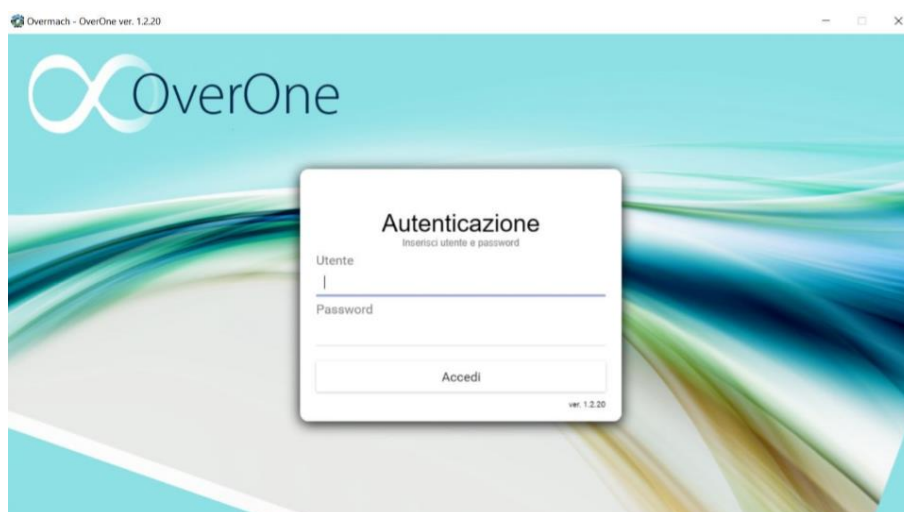 Overmach - OverOne ver. 1.2.20
OverOne
Autenticazione
Inserisci utente e password
Utente
Password
Accedi
ver. 1.2.20